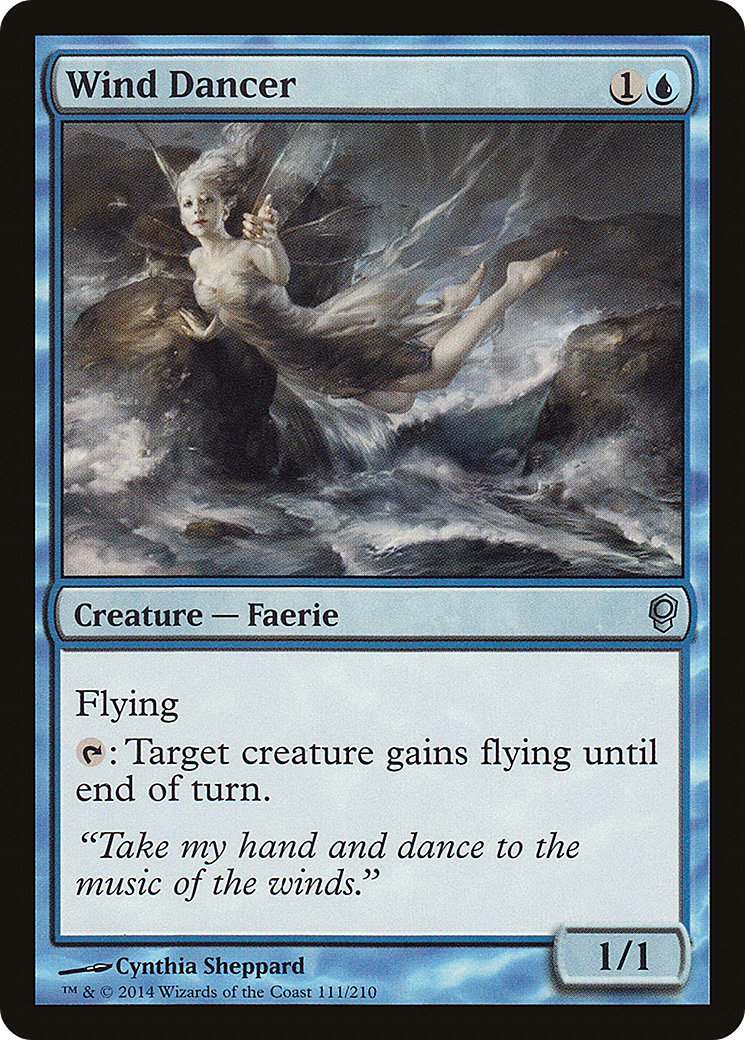 Wind Dancer
1
Creature — Faerie
Flying
: Target creature gains flying until
end of turn.
“Take my hand and dance to the
music of the winds.”
1/1
Cynthia Sheppard
™ & © 2014 Wizards of the Coast 111/210